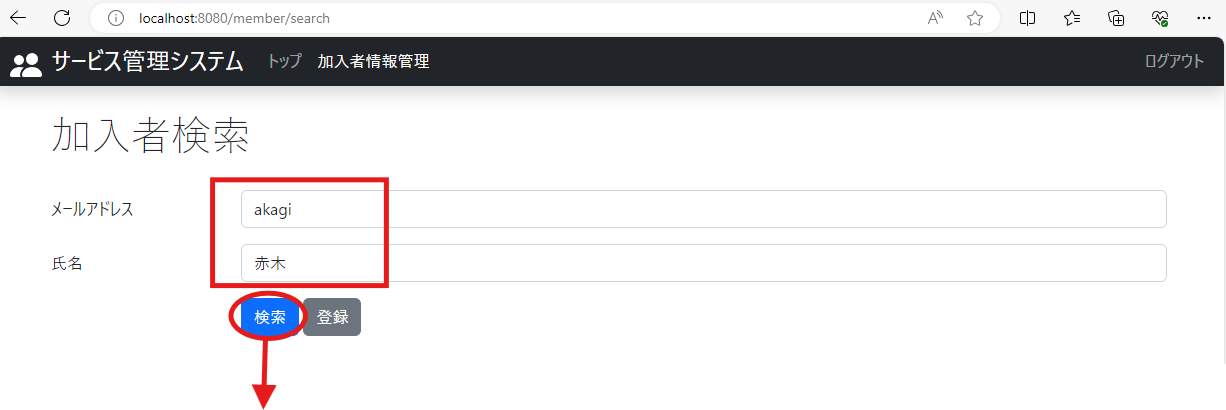 localhost:8080/member/search
サービス管理システム トップ 加入者情報管理 ログアウト
加入者検索
メールアドレス akagi
氏名 赤木
検索 登録